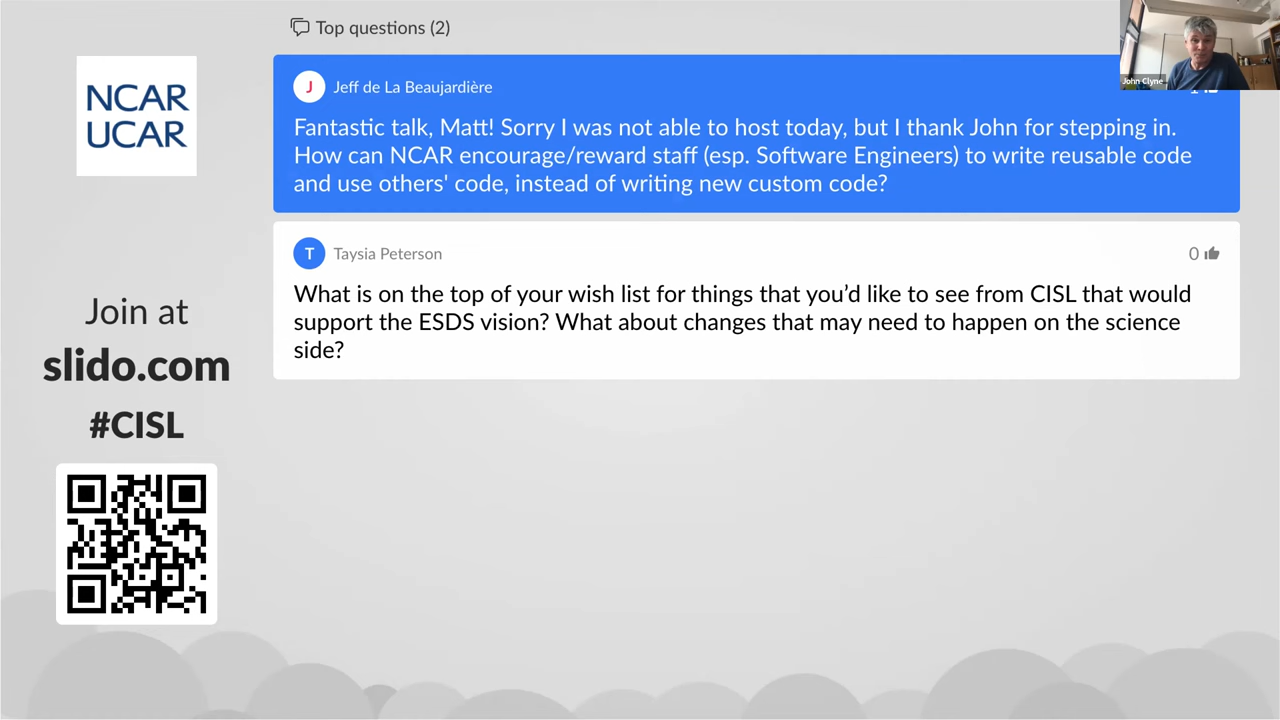 Top questions (2)
NCAR
UCAR
J
Jeff de La Beaujardière
John Clyne
Fantastic talk, Matt! Sorry I was not able to host today, but I thank John for stepping in.
How can NCAR encourage/reward staff (esp. Software Engineers) to write reusable code
and use others' code, instead of writing new custom code?
T
Taysia Peterson
0
What is on the top of your wish list for things that you’d like to see from CISL that would
support the ESDS vision? What about changes that may need to happen on the science
side?
Join at
slido.com
#CISL